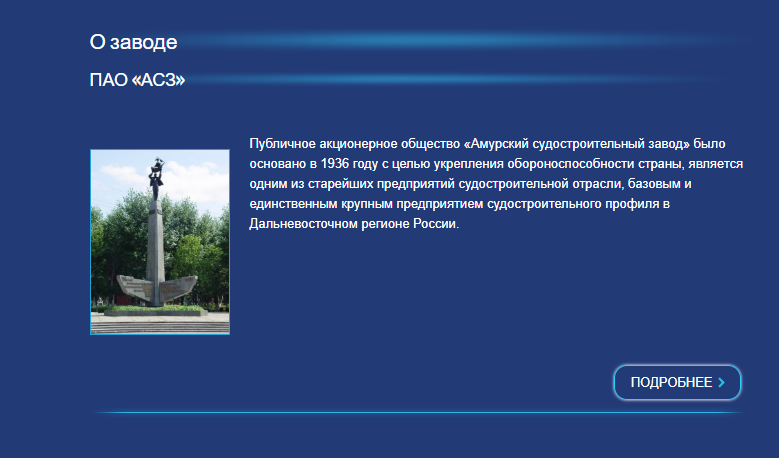 О заводе
ПАО «АСЗ»
Публичное акционерное общество «Амурский судостроительный завод» было
основано в 1936 году с целью укрепления обороноспособности страны, является
одним из старейших предприятий судостроительной отрасли, базовым и
единственным крупным предприятием судостроительного профиля в
Дальневосточном регионе России.
ПОДРОБНЕЕ